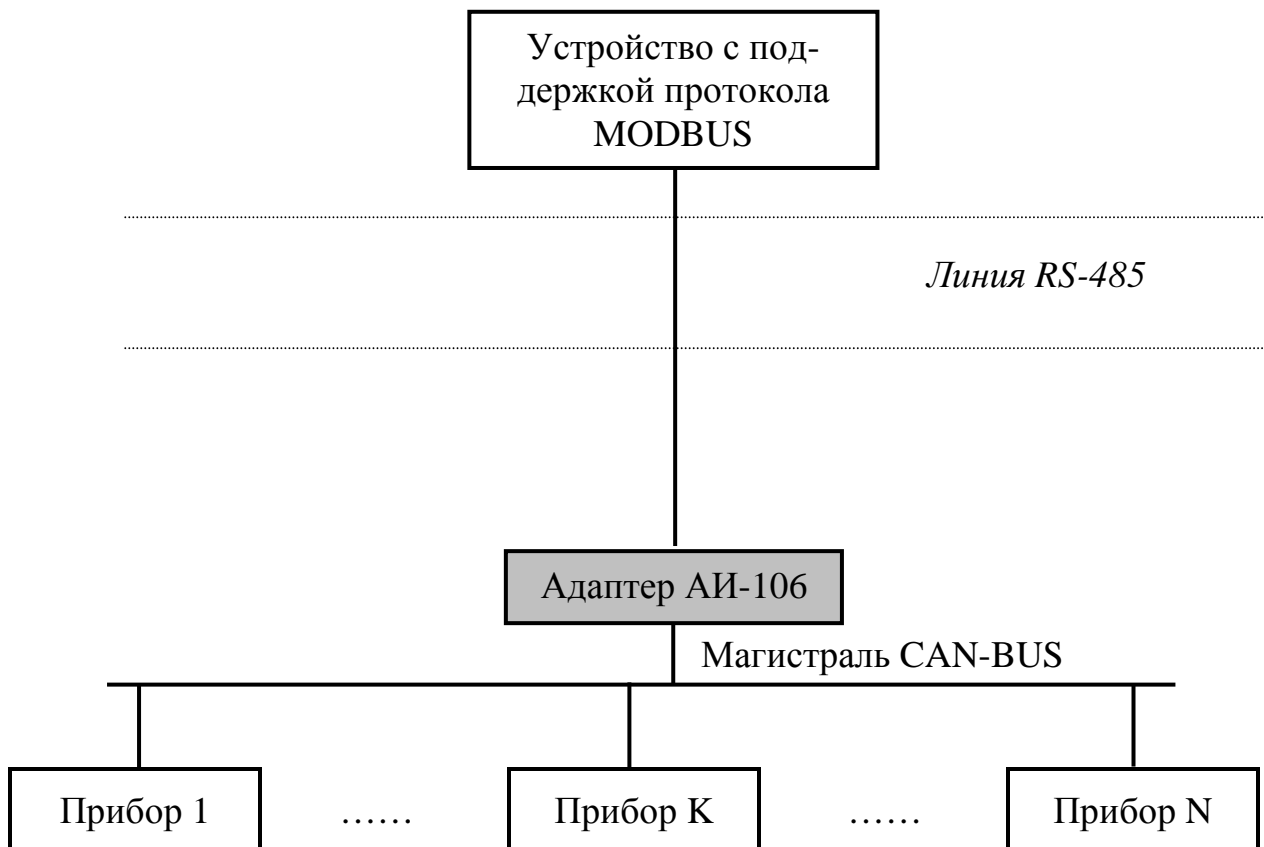 Устройство с под-
держкой протокола
MODBUS
Линия RS-485
Адаптер АИ-106
Магистраль CAN-BUS
Прибор 1 …… Прибор K …… Прибор N